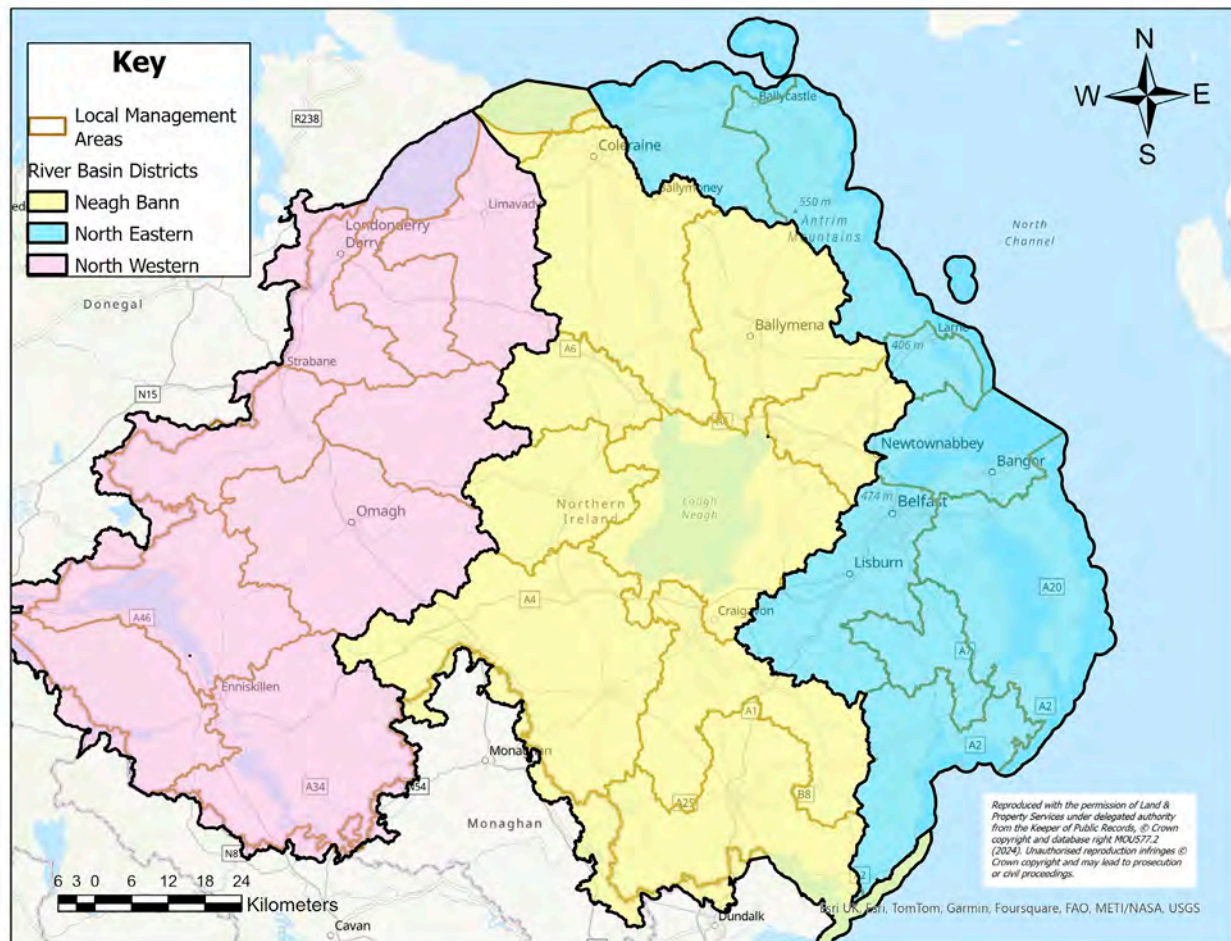 Key
Local Management
Areas
River Basin Districts
Neagh Bann
North Eastern
North Western
N
W
E
S
R238
Ballycastle
Coleraine
Ballymoney
550 m
Antrim
Mountains
North
Channel
Limavady
Londonderry
Derry
Donegal
Strabane
A6
Ballymena
Larne
406 m
N15
Newtownabbey
Bangor
474 m
Belfast
Omagh
Northern
Ireland
Lough
Neagh
Lisburn
A4
Craigavon
A20
A46
A7
Enniskillen
A1
A2
A2
Monaghan
A34
N54
A25
B8
Monaghan
Cavan
Dundalk
6 3 0 6 12 18 24
Kilometers
Reproduced with the permission of Land &
Property Services under delegated authority
from the Keeper of Public Records, © Crown
copyright and database right MOU577.2
(2024). Unauthorised reproduction infringes ©
Crown copyright and may lead to prosecution
or civil proceedings.
Esri UK, Esri, TomTom, Garmin, Foursquare, FAO, METI/NASA, USGS